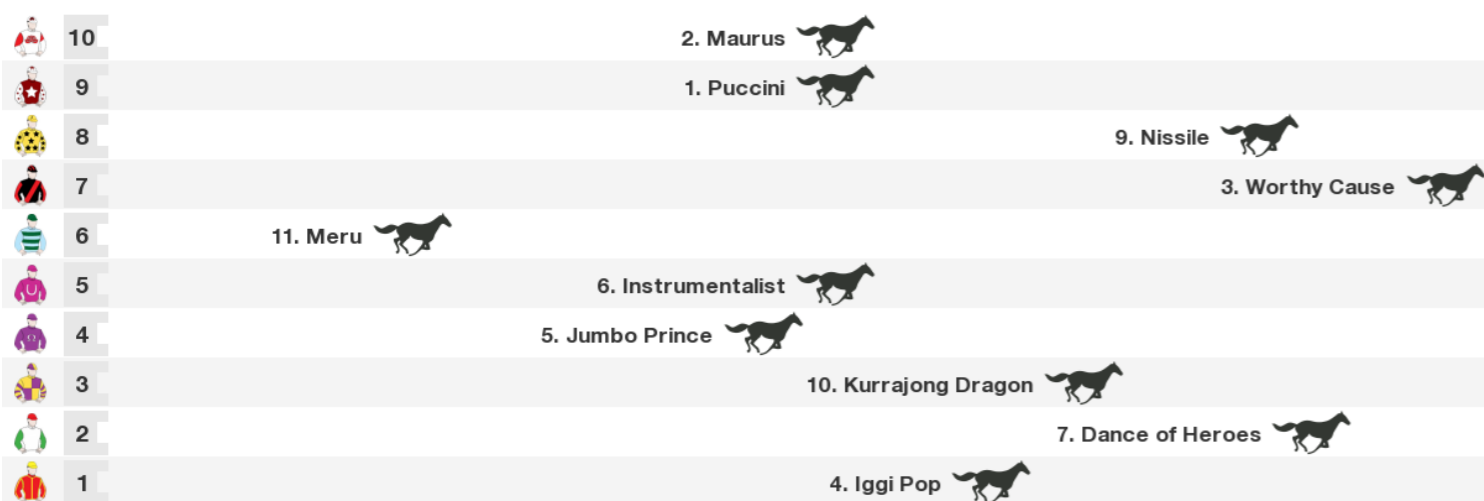 10 2. Maurus
9 1. Puccini
8 9. Nissile
7 3. Worthy Cause
6 11. Meru
5 6. Instrumentalist
4 5. Jumbo Prince
3 10. Kurrajong Dragon
2 7. Dance of Heroes
1 4. Iggi Pop